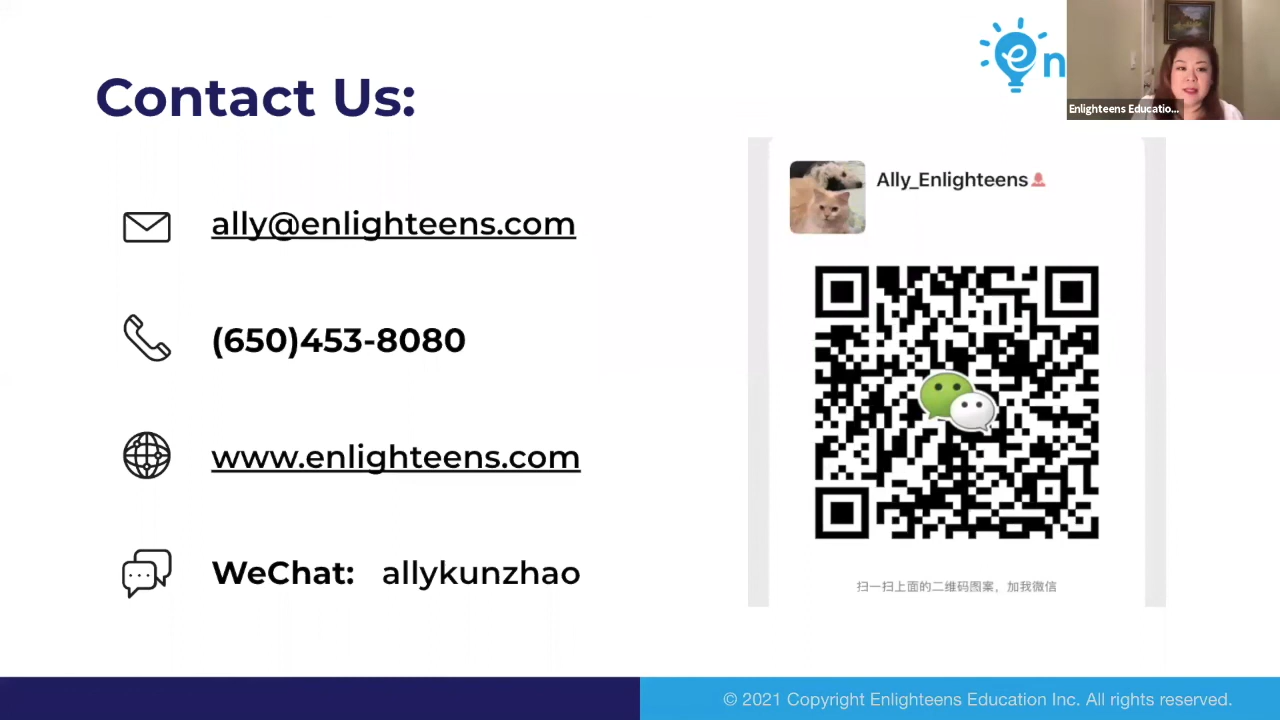 Contact Us:
ally@enlighteens.com
(650)453-8080
www.enlighteens.com
WeChat: allykunzhao
en
Enlighteens Educatio...
Ally_Enlighteens
扫一扫上面的二维码图案，加我微信
© 2021 Copyright Enlighteens Education Inc. All rights reserved.